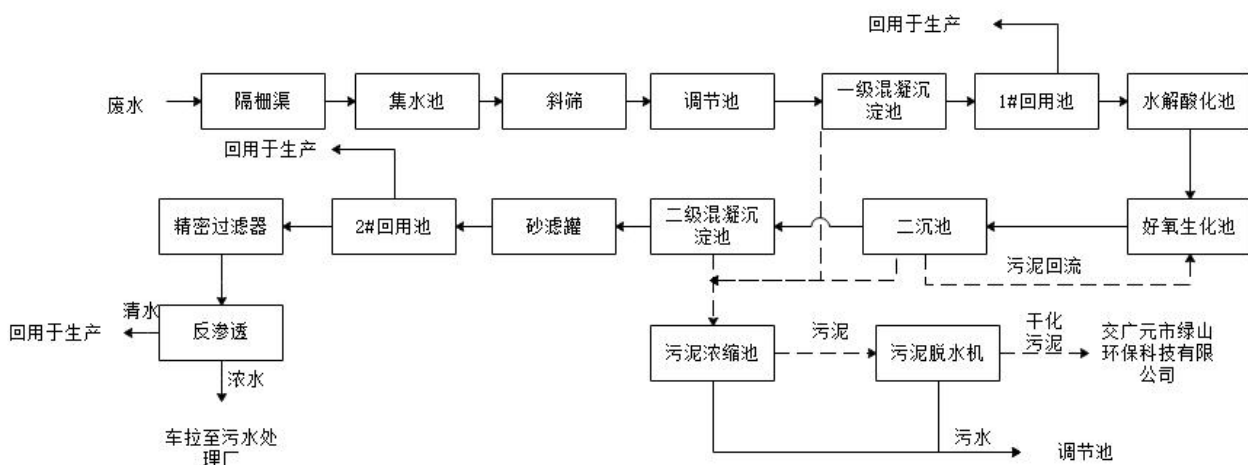 回用于生产
废水
隔栅渠
集水池
斜筛
调节池
一级混凝沉
淀池
1#回用池
水解酸化池
回用于生产
精密过滤器
2#回用池
砂滤罐
二级混凝沉
淀池
二沉池
好氧生化池
污泥回流
清水
回用于生产
反渗透
浓水
车拉至污水处
理厂
污泥浓缩池
污泥
污泥脱水机
干化
污泥
交广元市绿山
环保科技有限
公司
污水
调节池